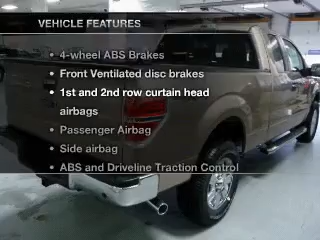 VEHICLE FEATURES
• 4-wheel ABS Brakes
• Front Ventilated disc brakes
• 1st and 2nd row curtain head
airbags
• Passenger Airbag
• Side airbag
• ABS and Driveline Traction Control